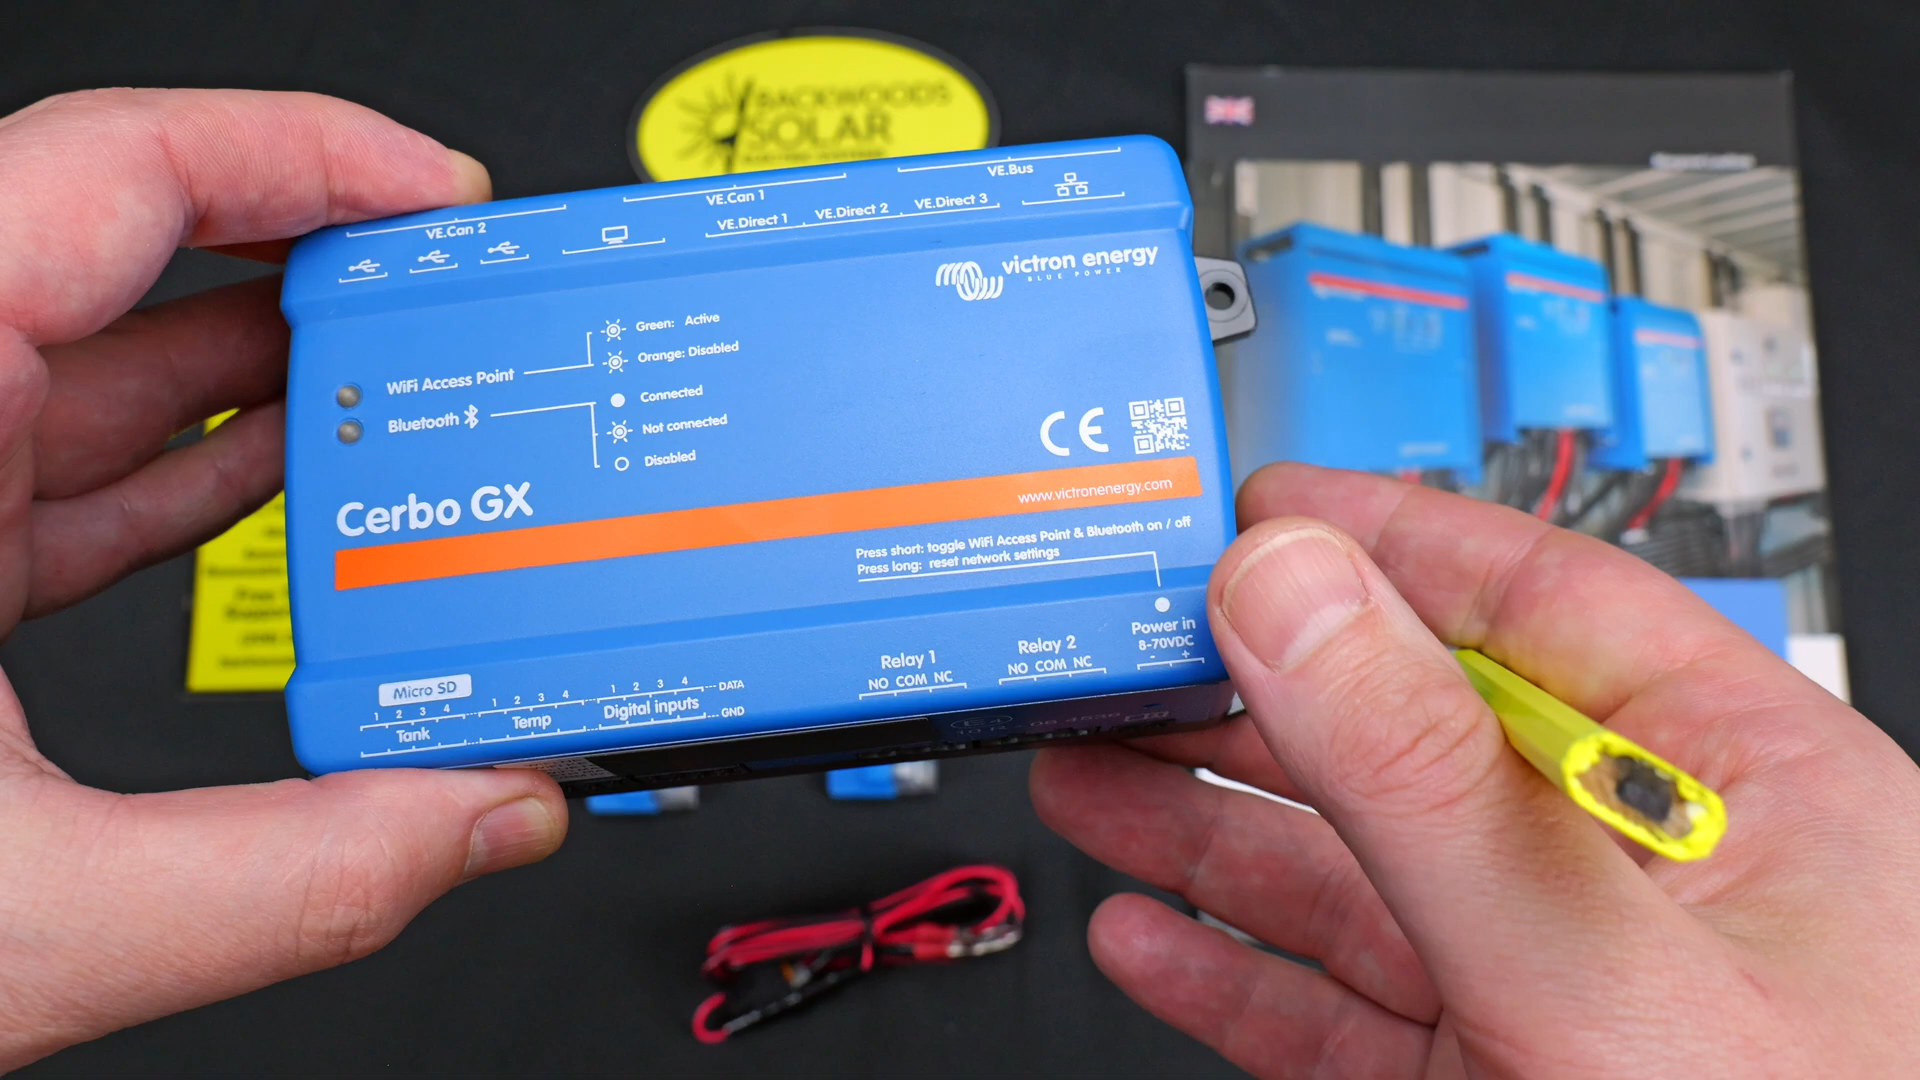 BACKWOODS
SOLAR
VE.Can 2
VE.Can 1
VE.Bus
VE.Direct 1
VE.Direct 2
VE.Direct 3
victron energy
BLUE POWER
WiFi Access Point
Green: Active
Orange: Disabled
Bluetooth
Connected
Not connected
Disabled
CE
Cerbo GX
www.victronenergy.com
Press short: toggle WiFi Access Point & Bluetooth on / off
Press long: reset network settings
Power in
8-70VDC
- +
Relay 1
NO COM NC
Relay 2
NO COM NC
Micro SD
1 2 3 4
Tank
1 2 3 4
Temp
1 2 3 4
Digital inputs
DATA
GND